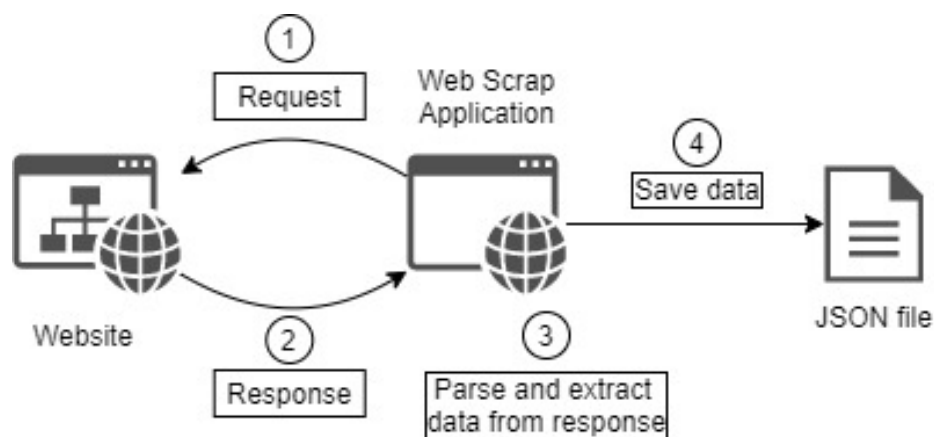 1
Request
Web Scrap
Application
4
Save data
Website
JSON file
2
Response
3
Parse and extract
data from response